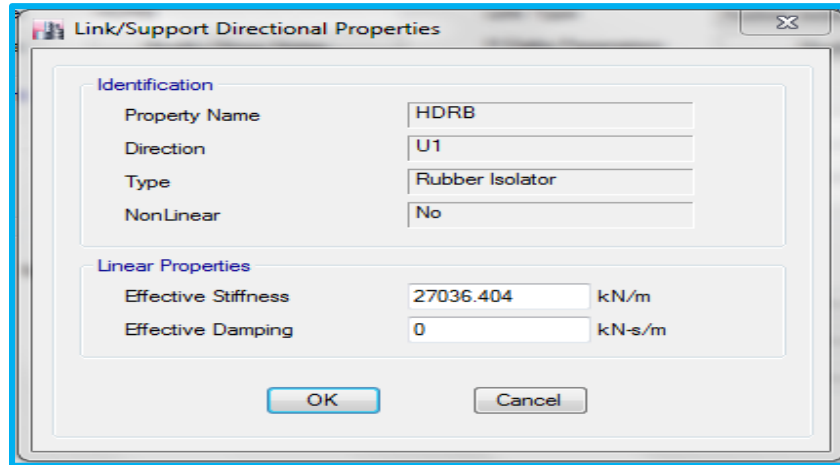 Link/Support Directional Properties
Identification
Property Name HDRB
Direction U1
Type Rubber Isolator
NonLinear No
Linear Properties
Effective Stiffness 27036.404 kN/m
Effective Damping 0 kN-s/m
OK Cancel